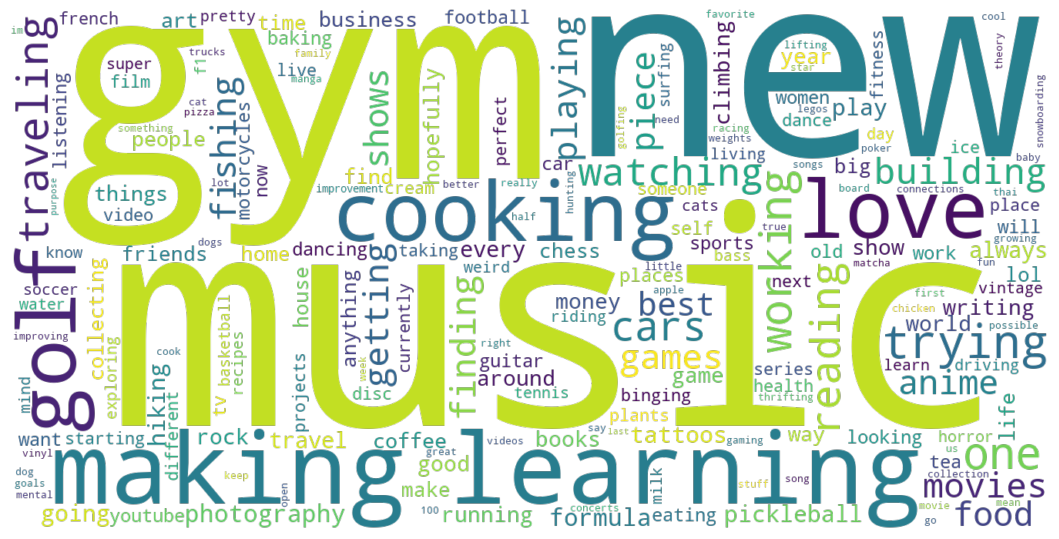 im
french
art
pretty
time
business
football
favorite
cool
gym
new
trucks
family
baking
f1
super
film
live
manga
shows
hopefully
perfect
playing
piece
surfing
climbing
lifting
year
star
fitness
theory
snowboarding
traveling
listening
cat
pizza
something
people
fishing
motorcycles
now
golfing
need
women
legos
dance
play
racing
weights
living
day
poker
songs
baby
purpose
things
video
lot
find
cream
improvement
better
really
car
hunting
watching
someone
big
building
ice
board
connections
thai
place
golf
cooking
half
cats
self
true
love
will
growing
know
friends
dogs
home
dancing
taking
every
chess
sports
bass
working
old
show
work
always
soccer
water
collecting
music
weird
little
places
next
matcha
fun
lol
vintage
improving
exploring
cook
tv
basketball
recipes
house
anything
getting
currently
finding
apple
money
riding
best
cars
reading
chicken
first
writing
world
possible
trying
projects
week
right
guitar
around
disc
tennis
games
game
binging
plants
series
health
thrifting
learn
driving
anime
life
mind
want
starting
hiking
different
rock
travel
coffee
videos
books
say
last
tattoos
gaming
way
looking
horror
us
one
vinyl
dog
goals
mental
making
keep
open
great
good
make
learning
milk
stuff
song
tea
collection
movies
going
youtube
photography
100
running
concerts
formula
eating
pickleball
movie
go
mean
food